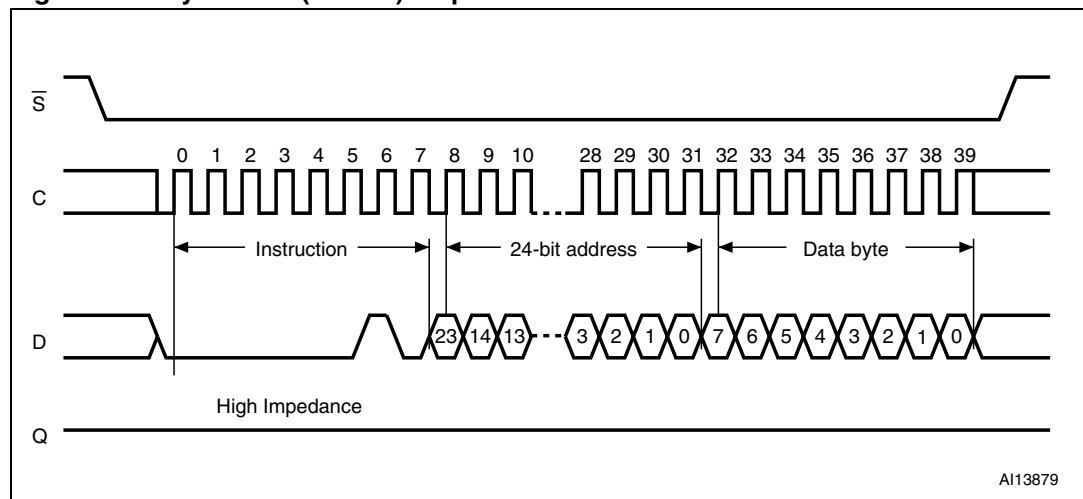 S
0 1 2 3 4 5 6 7 8 9 10 28 29 30 31 32 33 34 35 36 37 38 39
C
Instruction 24-bit address Data byte
D 23 14 13 3 2 1 0 7 6 5 4 3 2 1 0
High Impedance
Q
AI13879